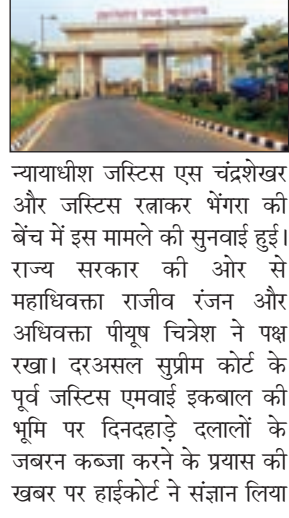 न्यायाधीश जस्टिस एस चंद्रशेखर
और जस्टिस रत्नाकर भेंगरा की
बेंच में इस मामले की सुनवाई हुई।
राज्य सरकार की ओर से
महाधिवक्ता राजीव रंजन और
अधिवक्ता पीयूष चित्रेश ने पक्ष
रखा। दरअसल सुप्रीम कोर्ट के
पूर्व जस्टिस एमवाई इकबाल की
भूमि पर दिनदहाड़े दलालों के
जबरन कब्जा करने के प्रयास की
खबर पर हाईकोर्ट ने संज्ञान लिया